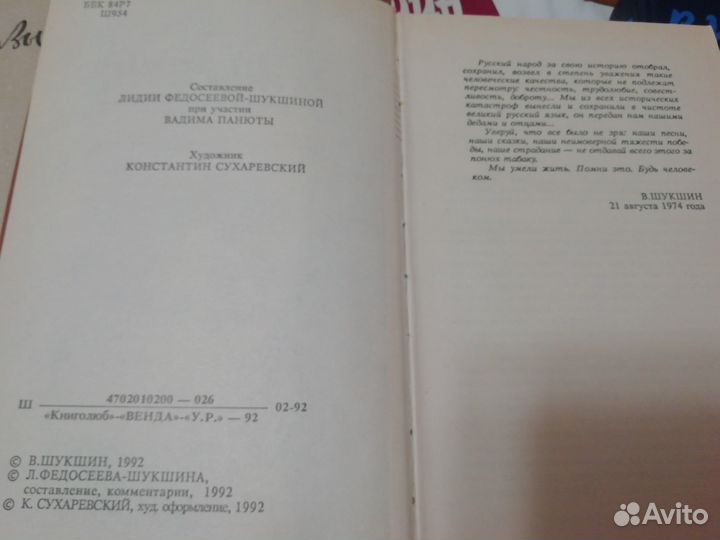 ББК 84Р7
Ш954
Вы
Составление
ЛИДИИ ФЕДОСЕЕВОЙ-ШУКШИНОЙ
при участии
ВАДИМА ПАНЮТЫ
Художник
КОНСТАНТИН СУХАРЕВСКИЙ
Ш 4702010200 — 026 02-92
«Книголюб»-«ВЕНДА»-«У.Р.» — 92
© В.ШУКШИН, 1992
© Л.ФЕДОСЕЕВА-ШУКШИНА,
составление, комментарии, 1992
© К. СУХАРЕВСКИЙ, худ. оформление, 1992
Русский народ за свою историю отобрал,
сохранил, возвел в степень уважения такие
человеческие качества, которые не подлежат
пересмотру: честность, трудолюбие, совест-
ливость, доброту... Мы из всех исторических
катастроф вынесли и сохранили в чистоте
великий русский язык, он передан нам нашими
дедами и отцами...
Уверуй, что все было не зря: наши песни,
наши сказки, наши неимоверной тяжести побе-
ды, наше страдание — не отдавай всего этого за
понюх табаку.
Мы умели жить. Помни это. Будь челове-
ком.
В.ШУКШИН
21 августа 1974 года
Avito